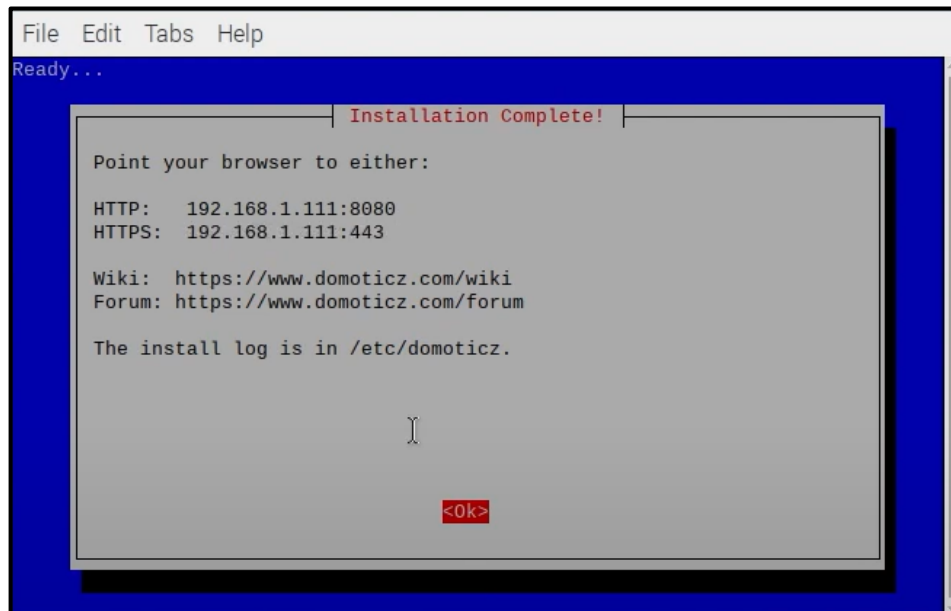 File Edit Tabs Help
Ready...
Installation Complete!
Point your browser to either:
HTTP: 192.168.1.111:8080
HTTPS: 192.168.1.111:443
Wiki: https://www.domoticz.com/wiki
Forum: https://www.domoticz.com/forum
The install log is in /etc/domoticz.
<Ok>